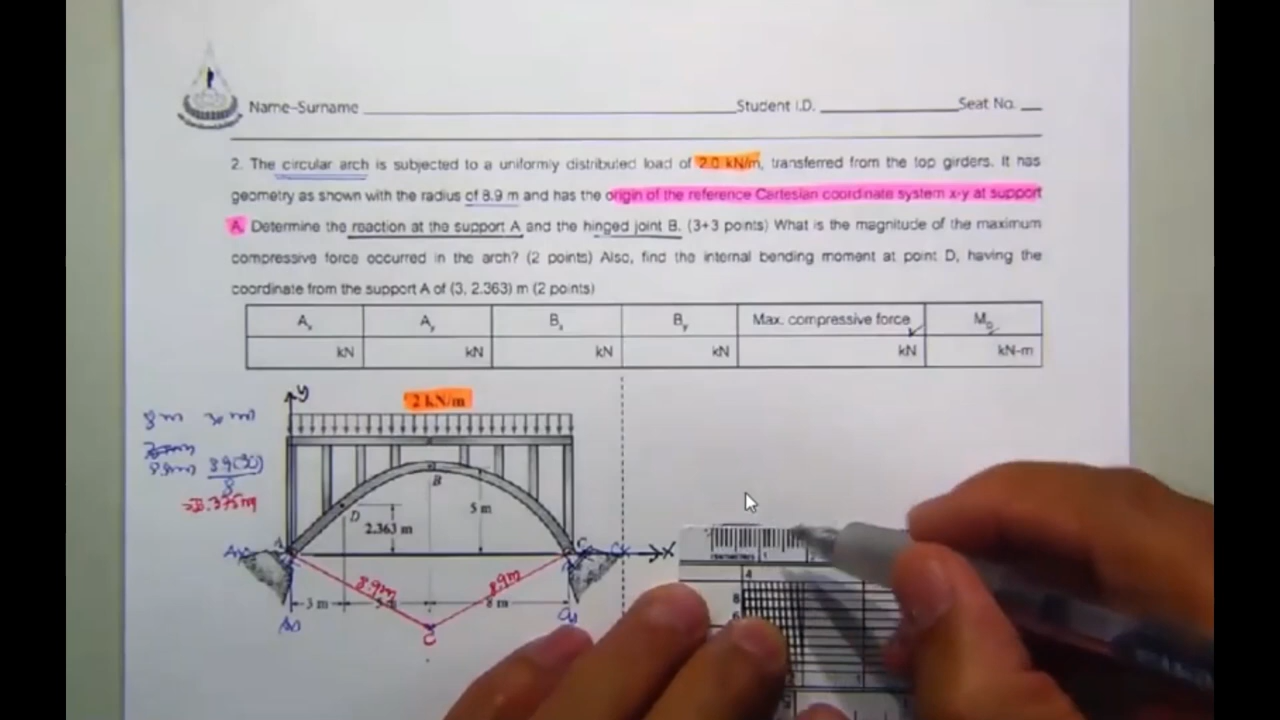 Name–Surname Student I.D. Seat No.
2. The circular arch is subjected to a uniformly distributed load of 2.0 kN/m, transferred from the top girders. It has
geometry as shown with the radius of 8.9 m and has the origin of the reference Cartesian coordinate system x-y at support
A. Determine the reaction at the support A and the hinged joint B. (3+3 points) What is the magnitude of the maximum
compressive force occurred in the arch? (2 points) Also, find the internal bending moment at point D, having the
coordinate from the support A of (3, 2.363) m (2 points)
Ax Ay Bx By Max. compressive force MD
kN kN kN kN kN kN-m
y
2 kN/m
8m
B
D
5 m
2.363 m
A C x
8.9m 8.9m
3 m 8 m
C
4
8
6
1